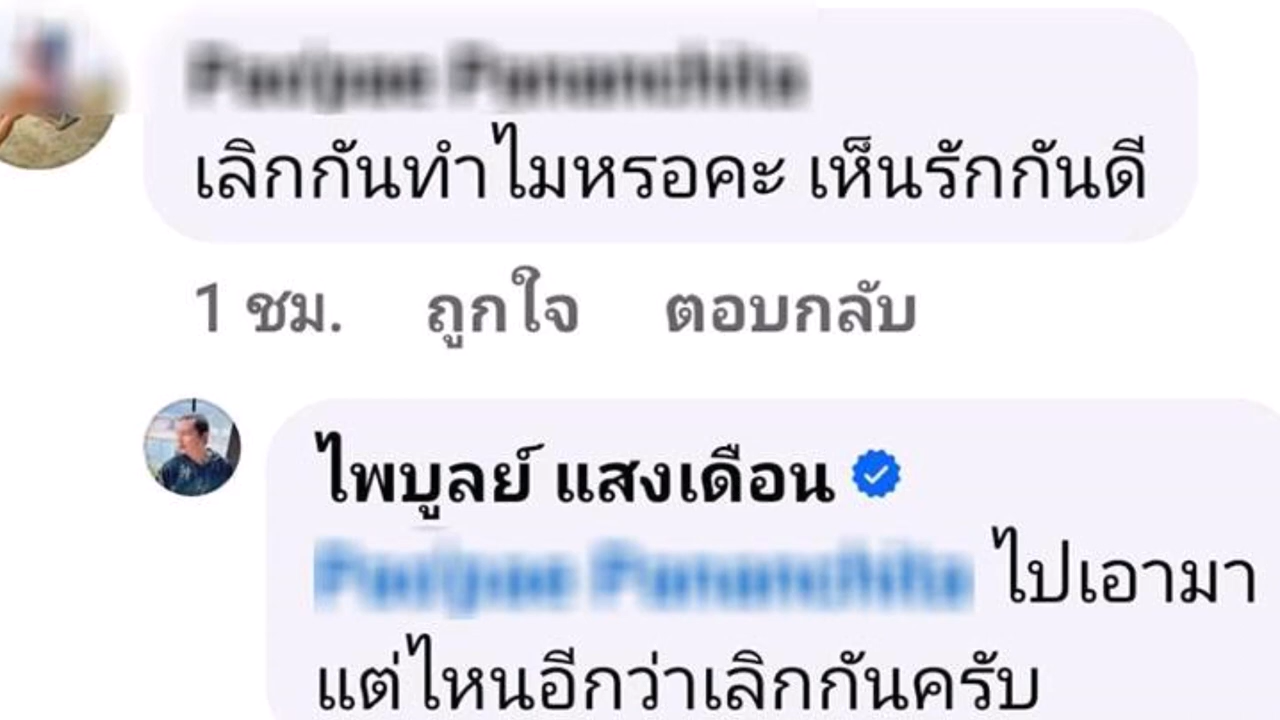 เลิกกันทำไมหรอคะ เห็นรักกันดี
1 ชม. ถูกใจ ตอบกลับ
ไพบูลย์ แสงเดือน
ไปเอามา
แต่ไหนอีกว่าเลิกกันครับ